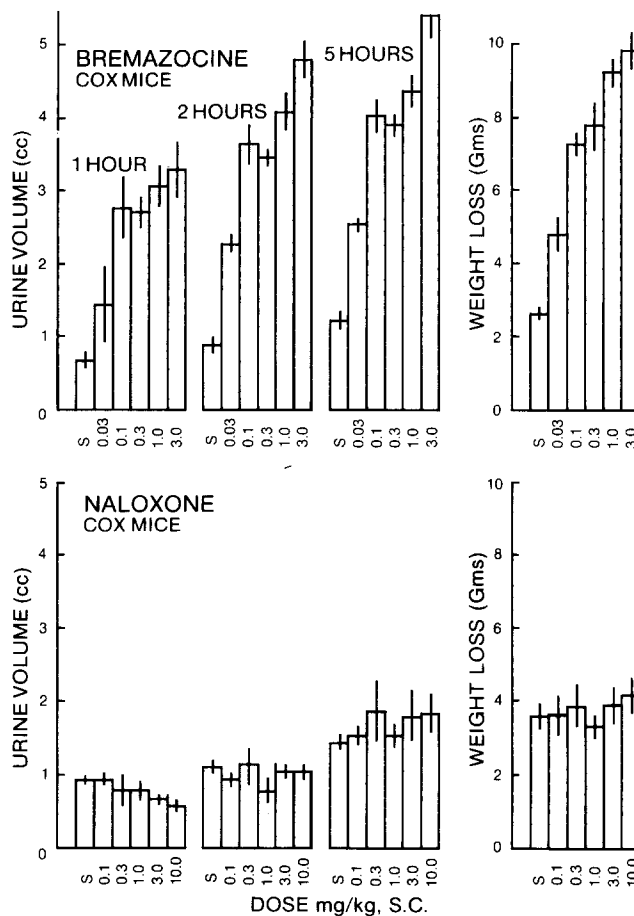 BREMAZOCINE
COX MICE
1 HOUR
2 HOURS
5 HOURS
URINE VOLUME (cc)
5
4
3
2
1
0
S 0.03 0.1 0.3 1.0 3.0
S 0.03 0.1 0.3 1.0 3.0
S 0.03 0.1 0.3 1.0 3.0
WEIGHT LOSS (Gms)
10
8
6
4
2
0
S 0.03 0.1 0.3 1.0 3.0
NALOXONE
COX MICE
URINE VOLUME (cc)
5
4
3
2
1
0
S 0.1 0.3 1.0 3.0 10.0
S 0.1 0.3 1.0 3.0 10.0
S 0.1 0.3 1.0 3.0 10.0
WEIGHT LOSS (Gms)
10
8
6
4
2
0
S 0.1 0.3 1.0 3.0 10.0
DOSE mg/kg, S.C.